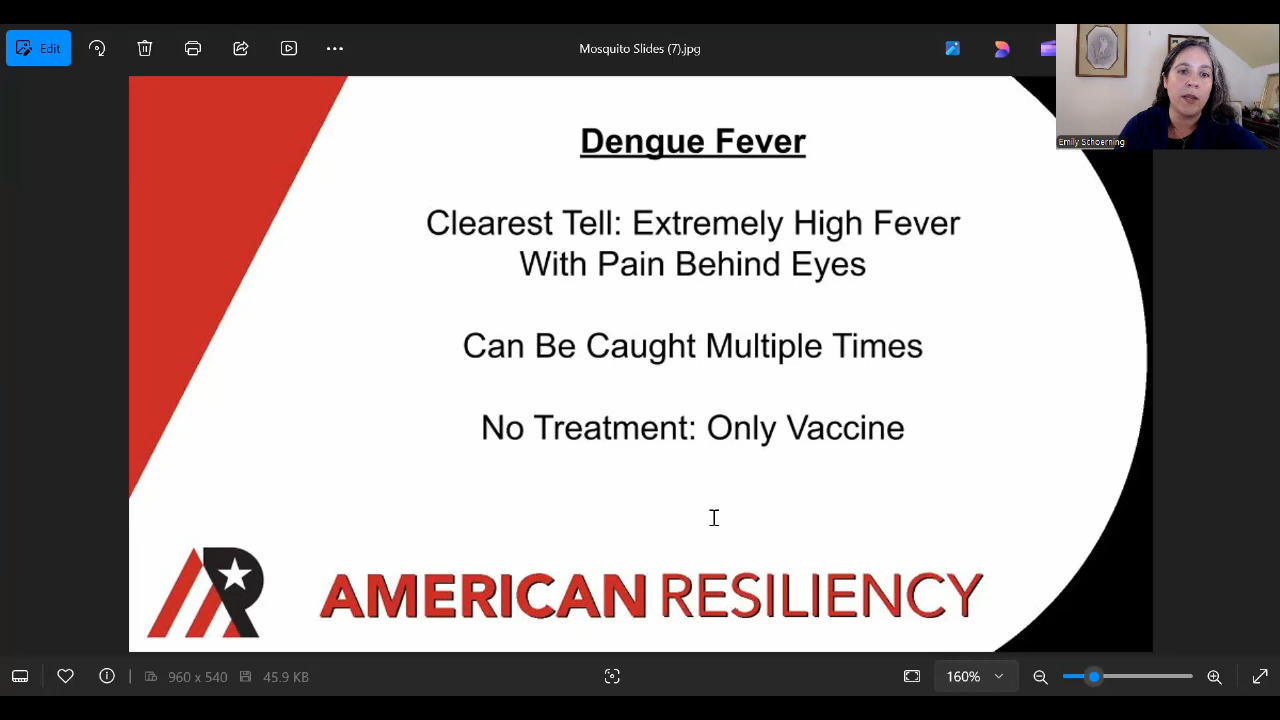 Edit
Mosquito Slides (7).jpg
Emily Schoerning
Dengue Fever
Clearest Tell: Extremely High Fever
With Pain Behind Eyes
Can Be Caught Multiple Times
No Treatment: Only Vaccine
AMERICAN RESILIENCY
960 x 540
45.9 KB
160%